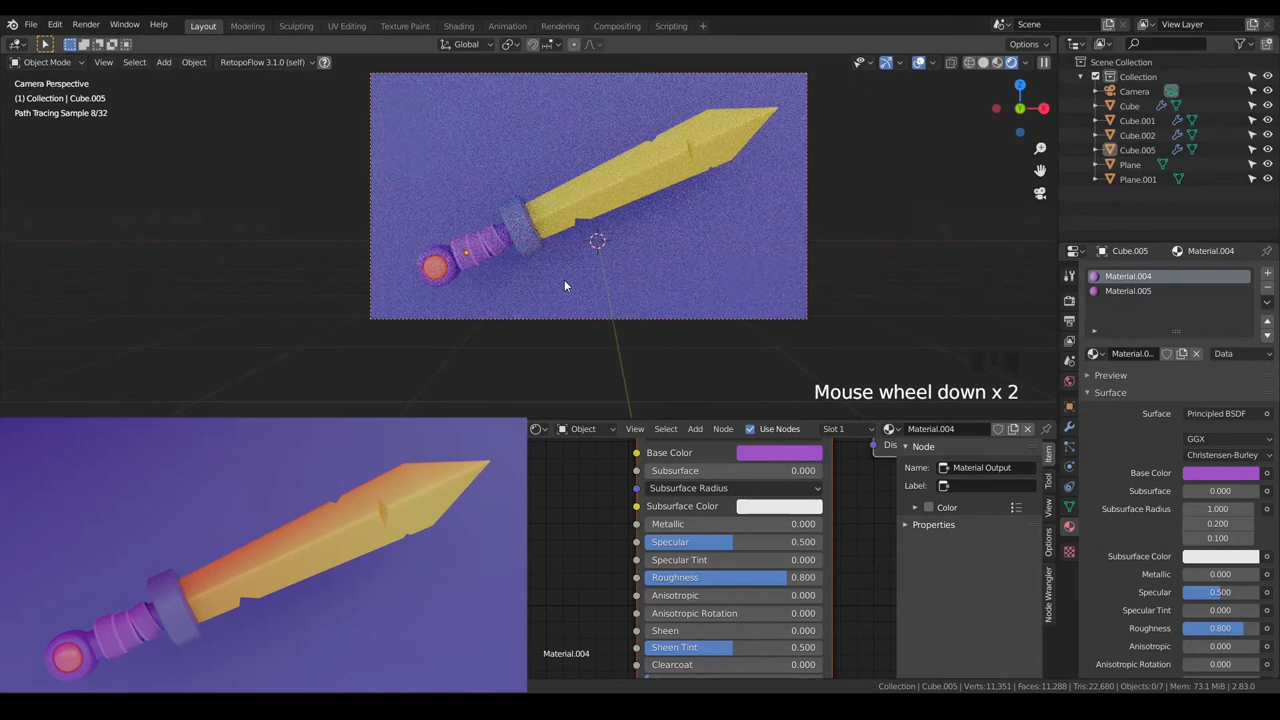 File Edit Render Window Help Layout Modeling Sculpting UV Editing Texture Paint Shading Animation Rendering Compositing Scripting + Scene View Layer
Global Options
Object Mode View Select Add Object RetopoFlow 3.1.0 (self)
Camera Perspective
(1) Collection | Cube.005
Path Tracing Sample 8/32
Scene Collection
Collection
Camera
Cube
Cube.001
Cube.002
Cube.005
Plane
Plane.001
Cube.005 Material.004
Material.004
Material.005
Material.0... Data
Preview
Surface
Surface Principled BSDF
GGX
Christensen-Burley
Base Color
Subsurface 0.000
Subsurface Radius 1.000
0.200
0.100
Subsurface Color
Metallic 0.000
Specular 0.500
Specular Tint 0.000
Roughness 0.800
Anisotropic 0.000
Anisotropic Rotation 0.000
Mouse wheel down x 2
Object View Select Add Node Use Nodes Slot 1 Material.004
Dis
Base Color
Subsurface 0.000
Subsurface Radius
Subsurface Color
Metallic 0.000
Specular 0.500
Specular Tint 0.000
Roughness 0.800
Anisotropic 0.000
Anisotropic Rotation 0.000
Sheen 0.000
Sheen Tint 0.500
Clearcoat 0.000
Material.004
Node
Name: Material Output
Label:
Color
Properties
Item
Tool
View
Options
Node Wrangler
Collection | Cube.005 | Verts:11,351 | Faces:11,288 | Tris:22,680 | Objects:0/7 | Mem: 73.1 MiB | 2.83.0